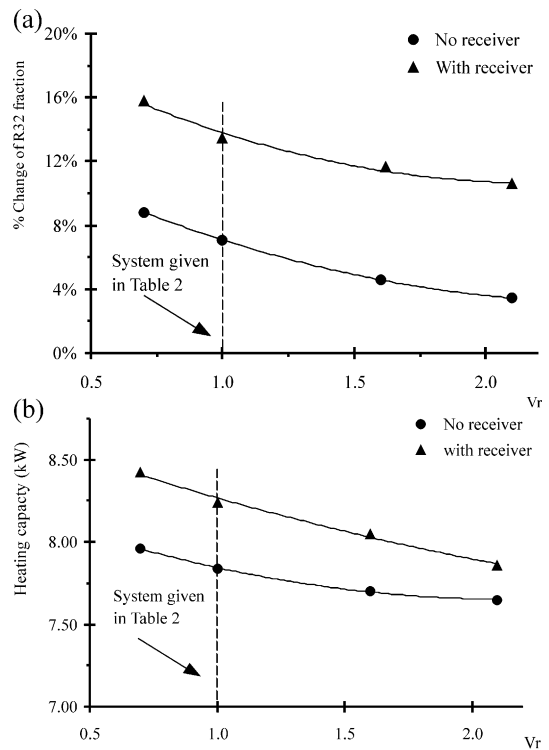 (a)
20%
No receiver
With receiver
% Change of R32 fraction
16%
12%
8%
System given
in Table 2
4%
0%
0.5
1.0
1.5
2.0
Vr
(b)
No receiver
with receiver
Heating capacty (kW)
8.50
8.00
System given
in Table 2
7.50
7.00
0.5
1.0
1.5
2.0
Vr